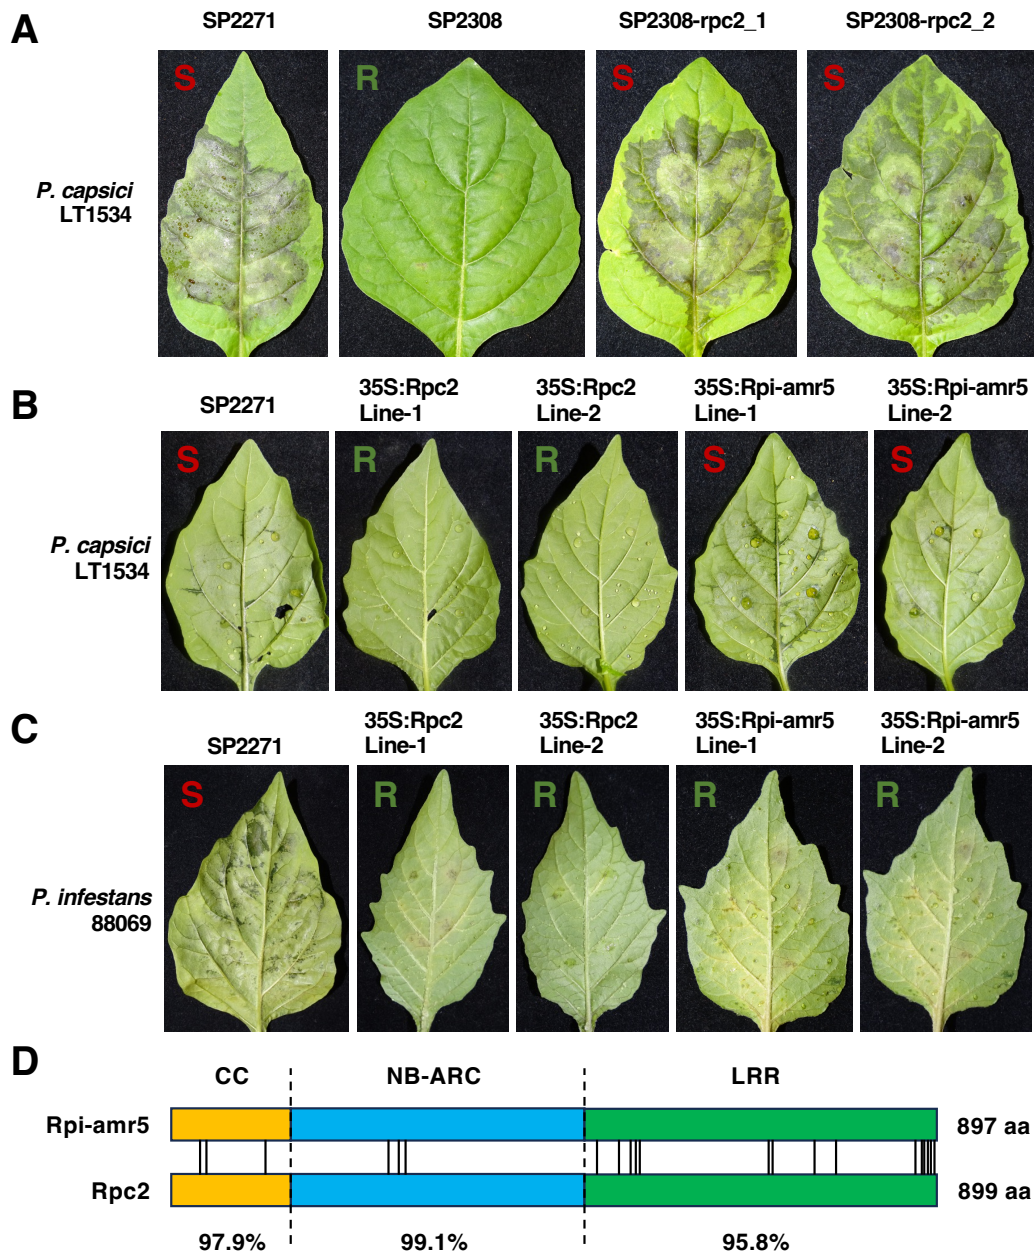 A
SP2271
SP2308
SP2308-rpc2_1
SP2308-rpc2_2
S
R
S
S
P. capsici
LT1534
B
SP2271
35S:Rpc2
Line-1
35S:Rpc2
Line-2
35S:Rpi-amr5
Line-1
35S:Rpi-amr5
Line-2
S
R
R
S
S
P. capsici
LT1534
C
SP2271
35S:Rpc2
Line-1
35S:Rpc2
Line-2
35S:Rpi-amr5
Line-1
35S:Rpi-amr5
Line-2
S
R
R
R
R
P. infestans
88069
D
CC
NB-ARC
LRR
Rpi-amr5
897 aa
Rpc2
899 aa
97.9%
99.1%
95.8%